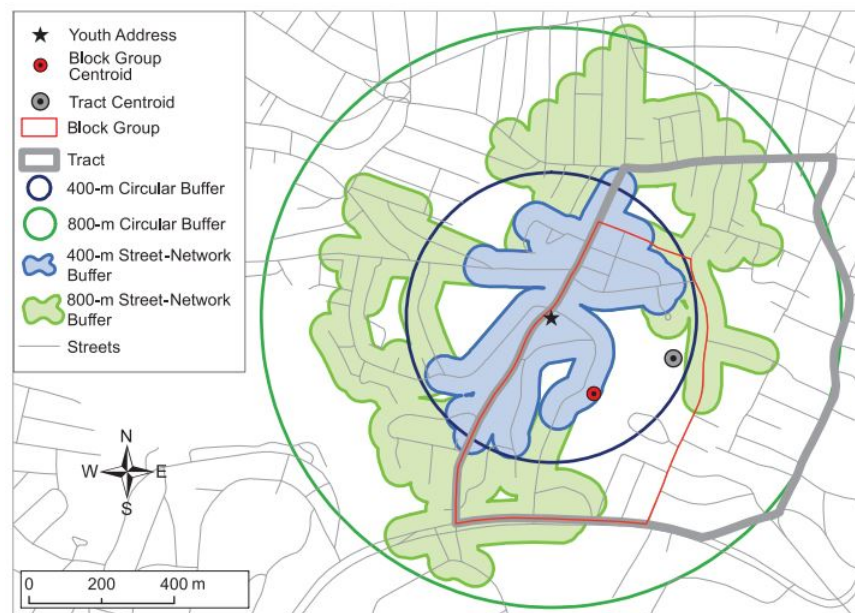 Youth Address
Block Group
Centroid
Tract Centroid
Block Group
Tract
400-m Circular Buffer
800-m Circular Buffer
400-m Street-Network
Buffer
800-m Street-Network
Buffer
Streets
N
W E
S
0 200 400 m